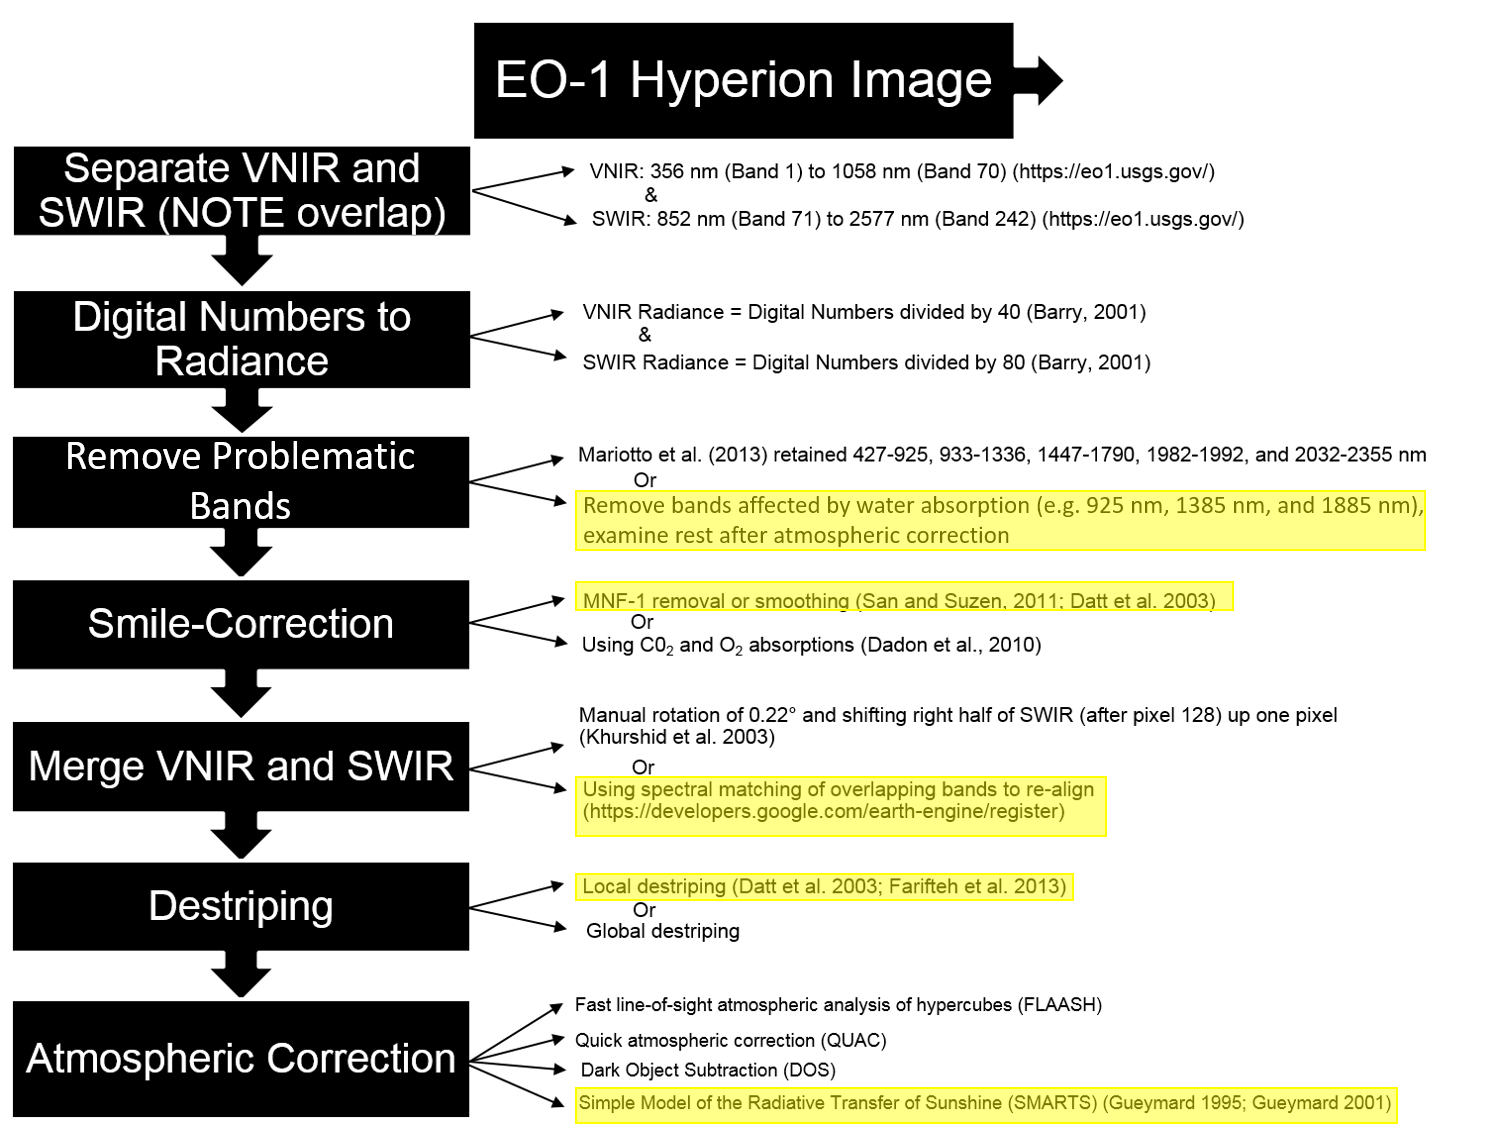 EO-1 Hyperion Image
Separate VNIR and
SWIR (NOTE overlap)
VNIR: 356 nm (Band 1) to 1058 nm (Band 70) (https://eo1.usgs.gov/)
&
SWIR: 852 nm (Band 71) to 2577 nm (Band 242) (https://eo1.usgs.gov/)
Digital Numbers to
Radiance
VNIR Radiance = Digital Numbers divided by 40 (Barry, 2001)
&
SWIR Radiance = Digital Numbers divided by 80 (Barry, 2001)
Remove Problematic
Bands
Mariotto et al. (2013) retained 427-925, 933-1336, 1447-1790, 1982-1992, and 2032-2355 nm
Or
Remove bands affected by water absorption (e.g. 925 nm, 1385 nm, and 1885 nm),
examine rest after atmospheric correction
Smile-Correction
MNF-1 removal or smoothing (San and Suzen, 2011; Datt et al. 2003)
Or
Using C0₂ and O₂ absorptions (Dadon et al., 2010)
Merge VNIR and SWIR
Manual rotation of 0.22° and shifting right half of SWIR (after pixel 128) up one pixel
(Khurshid et al. 2003)
Or
Using spectral matching of overlapping bands to re-align
(https://developers.google.com/earth-engine/register)
Destriping
Local destriping (Datt et al. 2003; Farifteh et al. 2013)
Or
Global destriping
Atmospheric Correction
Fast line-of-sight atmospheric analysis of hypercubes (FLAASH)
Quick atmospheric correction (QUAC)
Dark Object Subtraction (DOS)
Simple Model of the Radiative Transfer of Sunshine (SMARTS) (Gueymard 1995; Gueymard 2001)